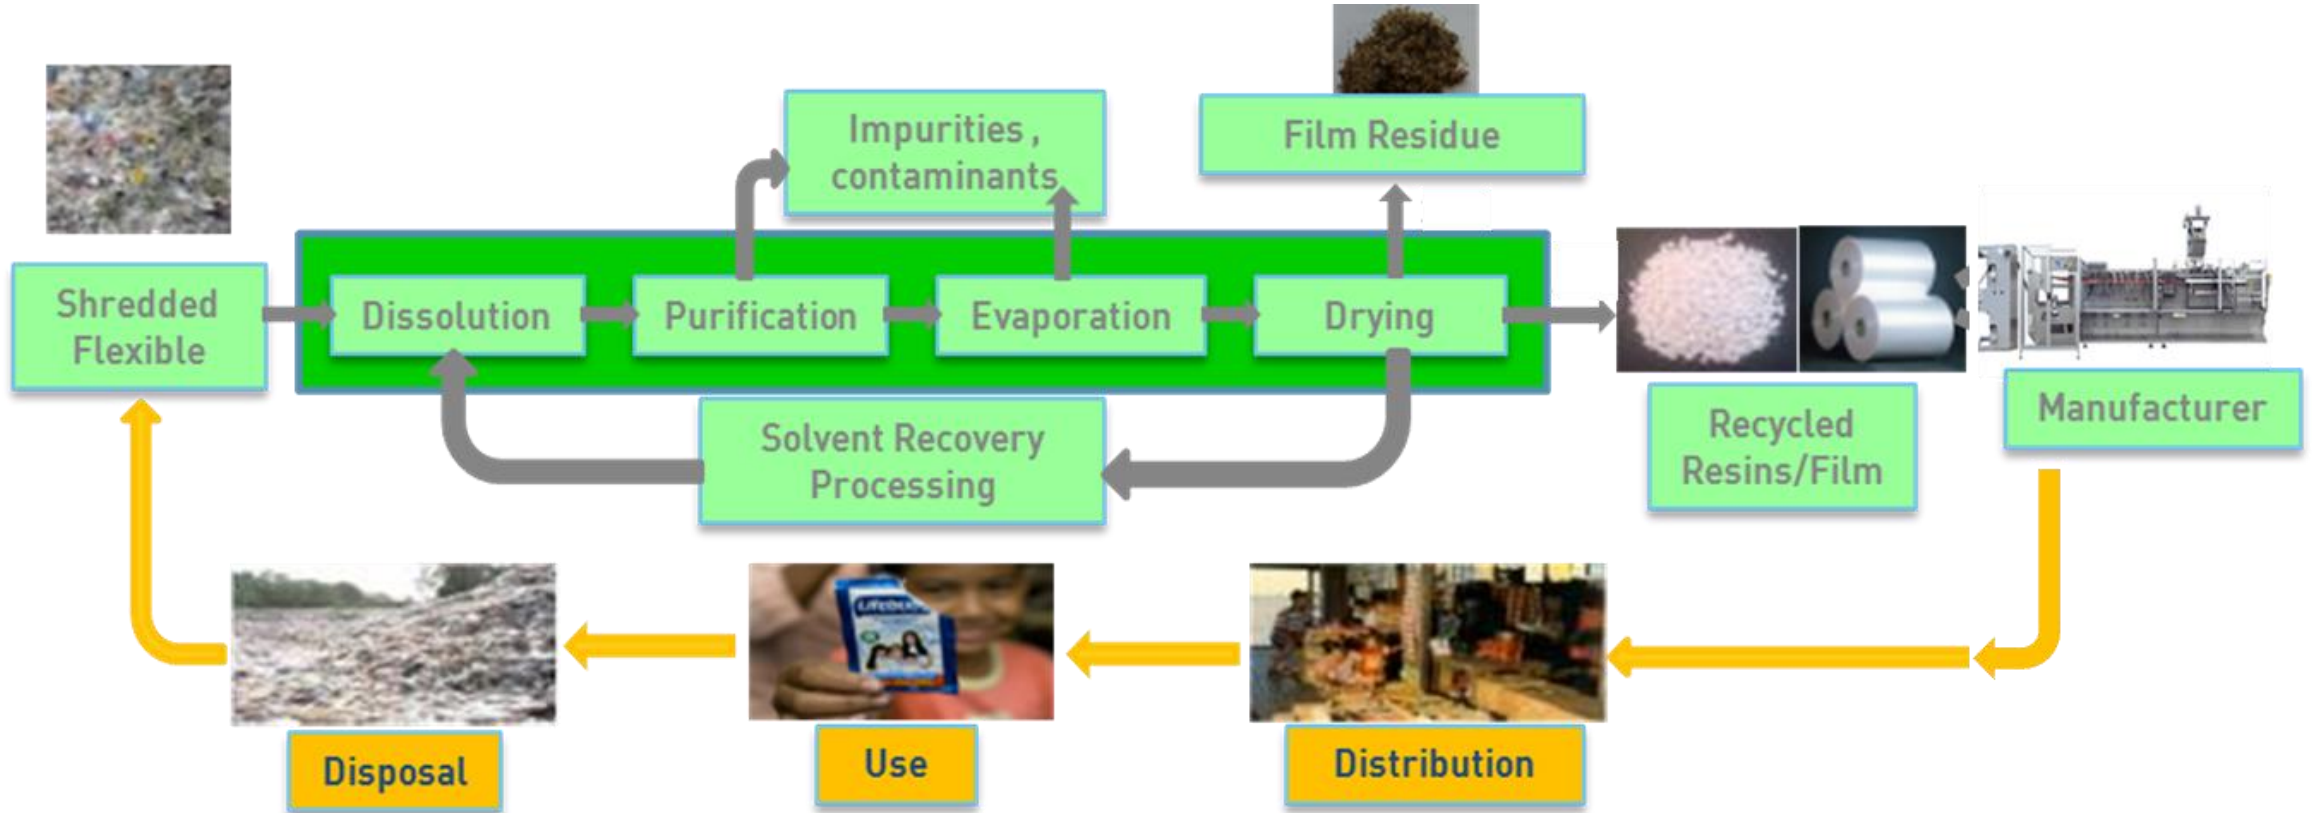 Impurities ,
contaminants
Film Residue
Shredded
Flexible
Dissolution
Purification
Evaporation
Drying
Solvent Recovery
Processing
Recycled
Resins/Film
Manufacturer
Disposal
Use
Distribution